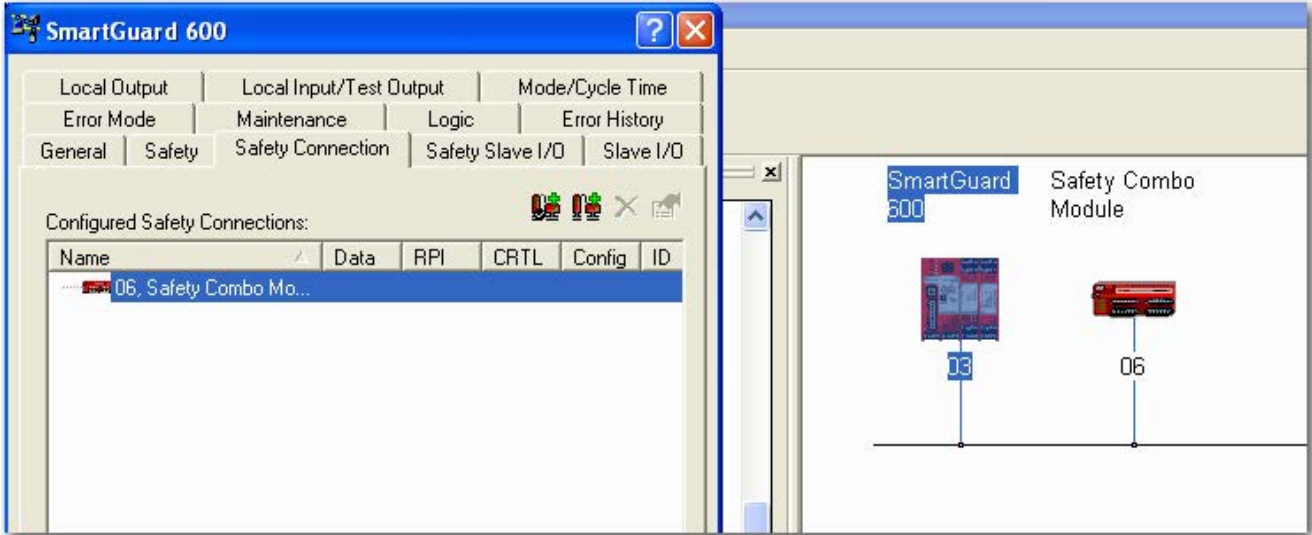 SmartGuard 600
Local Output Local Input/Test Output Mode/Cycle Time
Error Mode Maintenance Logic Error History
General Safety Safety Connection Safety Slave I/O Slave I/O
Configured Safety Connections:
Name Data RPI CRTL Config ID
06, Safety Combo Mo...
SmartGuard
600
03
Safety Combo
Module
06